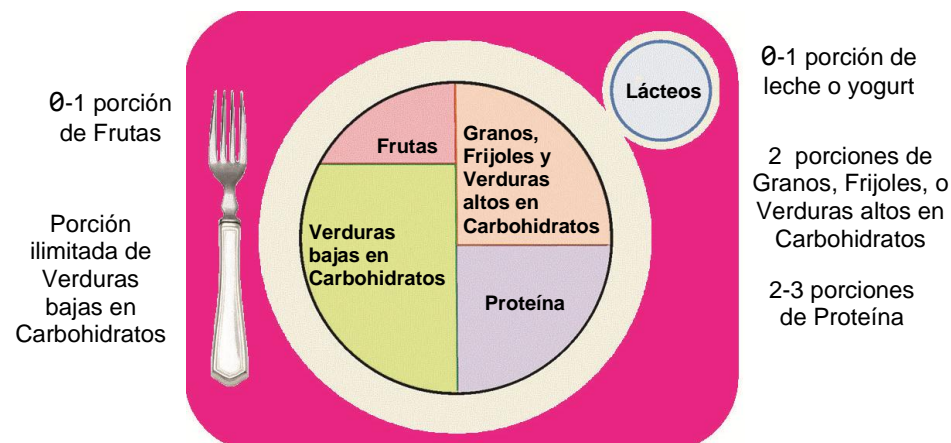 0-1 porción
de Frutas
Porción
ilimitada de
Verduras
bajas en
Carbohidratos
Frutas
Granos,
Frijoles y
Verduras
altos en
Carbohidratos
Verduras
bajas en
Carbohidratos
Proteína
Lácteos
0-1 porción de
leche o yogurt
2 porciones de
Granos, Frijoles, o
Verduras altos en
Carbohidratos
2-3 porciones
de Proteína